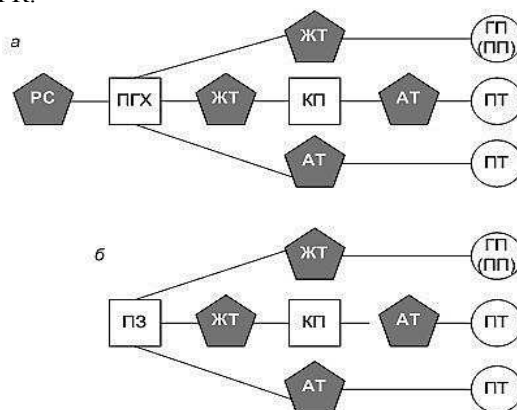 а
ЖТ ГП
(ПП)
РС ПГХ ЖТ КП АТ ПТ
АТ ПТ
б
ЖТ ГП
(ПП)
ПЗ ЖТ КП АТ ПТ
АТ ПТ